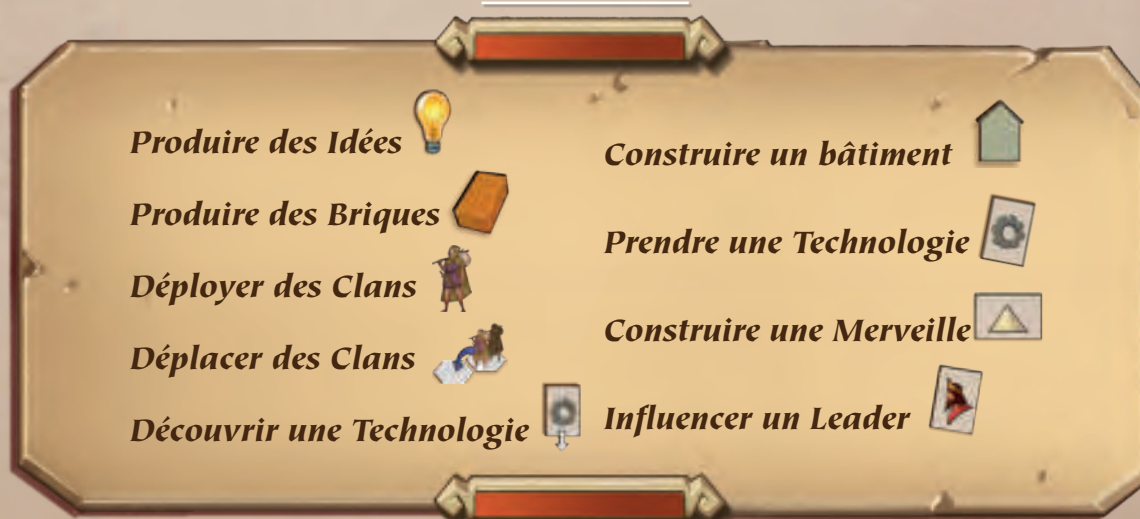 Produire des Idées
Produire des Briques
Déployer des Clans
Déplacer des Clans
Découvrir une Technologie
Construire un bâtiment
Prendre une Technologie
Construire une Merveille
Influencer un Leader